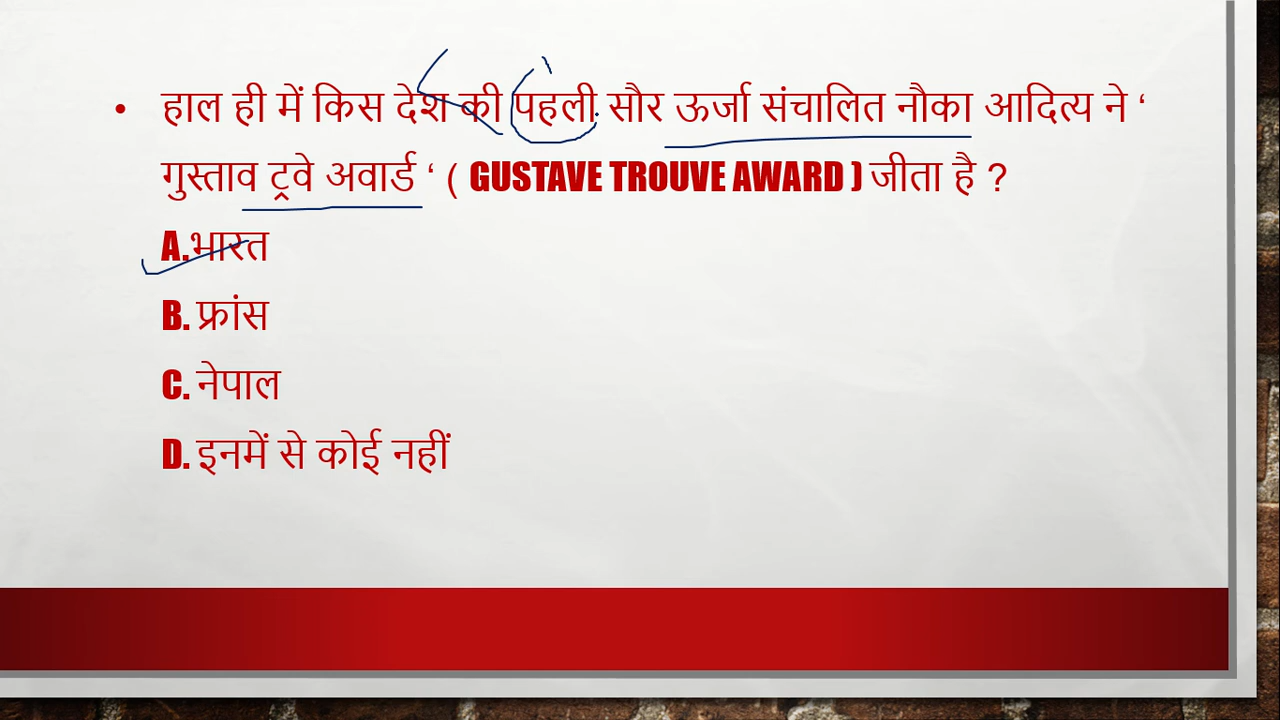 • हाल ही में किस देश की पहली सौर ऊर्जा संचालित नौका आदित्य ने ‘
गुस्ताव ट्रवे अवार्ड ‘ ( GUSTAVE TROUVE AWARD ) जीता है ?
A.भारत
B. फ्रांस
C. नेपाल
D. इनमें से कोई नहीं